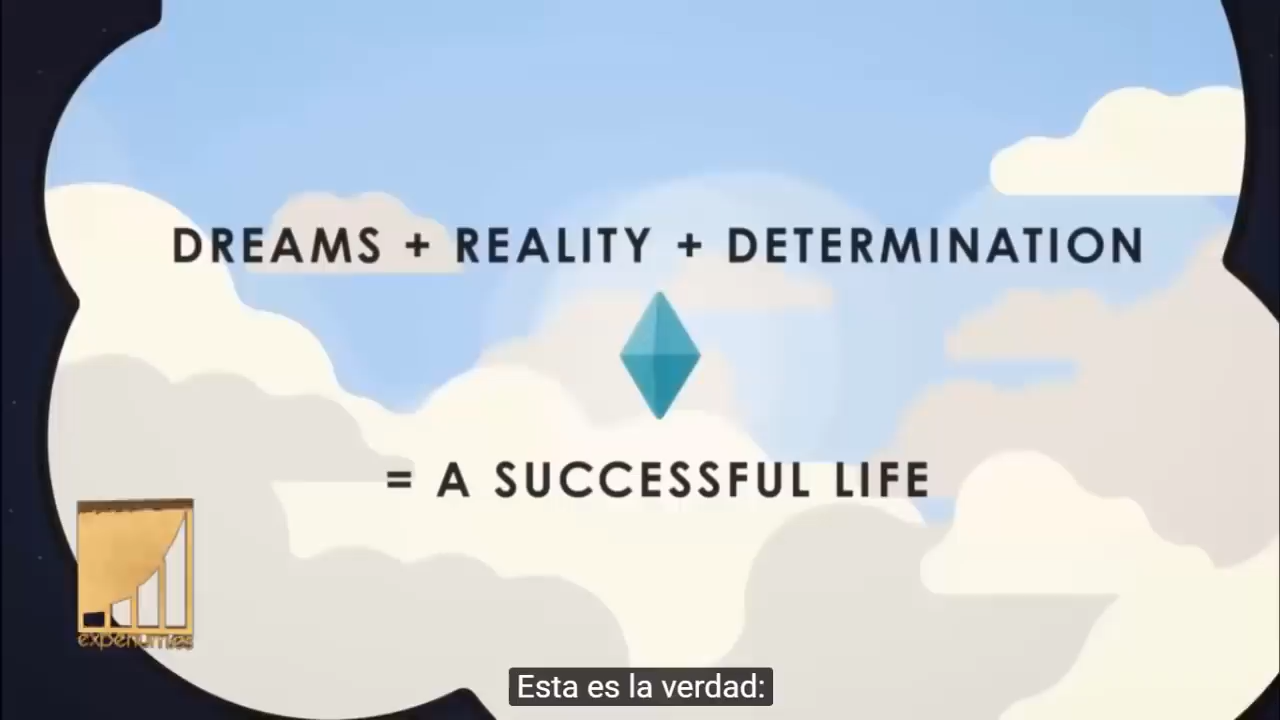 DREAMS + REALITY + DETERMINATION
= A SUCCESSFUL LIFE
Esta es la verdad: